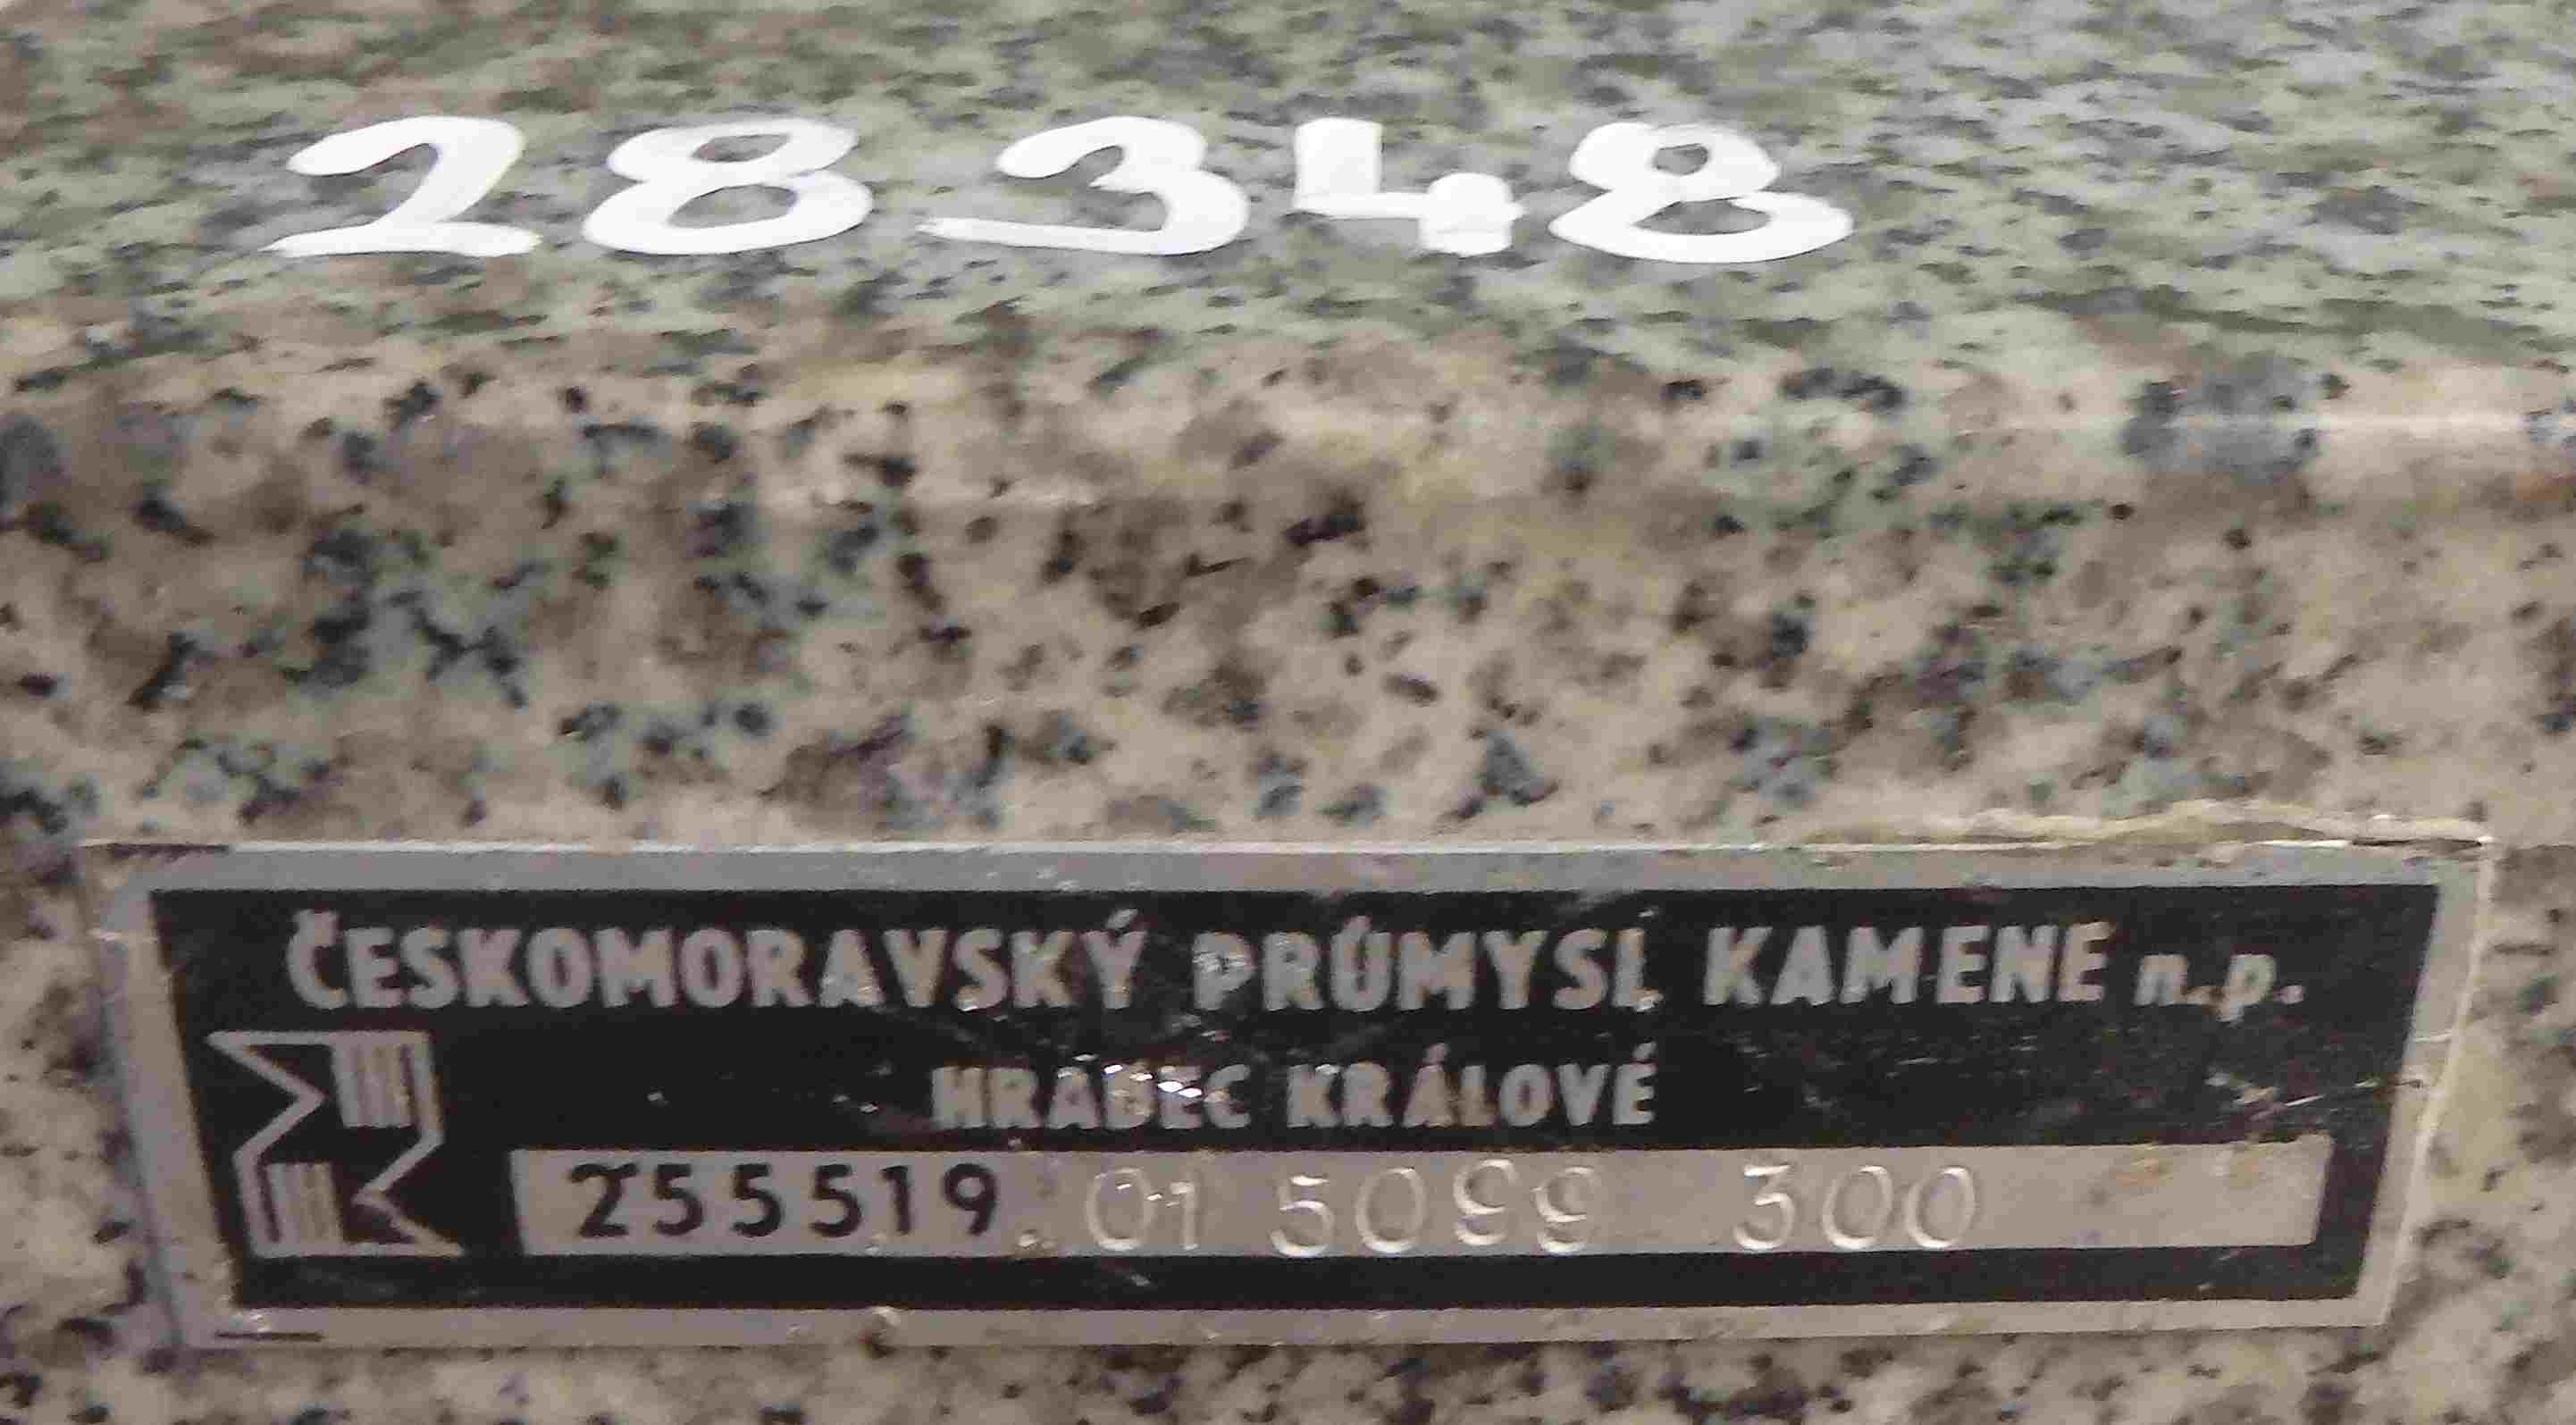 28348
ČESKOMORAVSKÝ PRŮMYSL KAMENE n.p.
HRADEC KRÁLOVÉ
255519 01 5099 300